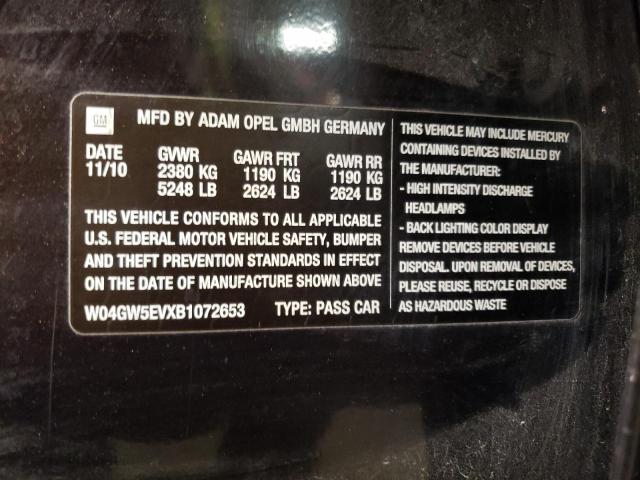 GM
MFD BY ADAM OPEL GMBH GERMANY
DATE GVWR GAWR FRT GAWR RR
11/10 2380 KG 1190 KG 1190 KG
5248 LB 2624 LB 2624 LB
THIS VEHICLE CONFORMS TO ALL APPLICABLE
U.S. FEDERAL MOTOR VEHICLE SAFETY, BUMPER
AND THEFT PREVENTION STANDARDS IN EFFECT
ON THE DATE OF MANUFACTURE SHOWN ABOVE
W04GW5EVXB1072653 TYPE: PASS CAR
THIS VEHICLE MAY INCLUDE MERCURY
CONTAINING DEVICES INSTALLED BY
THE MANUFACTURER:
- HIGH INTENSITY DISCHARGE
HEADLAMPS
- BACK LIGHTING COLOR DISPLAY
REMOVE DEVICES BEFORE VEHICLE
DISPOSAL. UPON REMOVAL OF DEVICES,
PLEASE REUSE, RECYCLE OR DISPOSE
AS HAZARDOUS WASTE